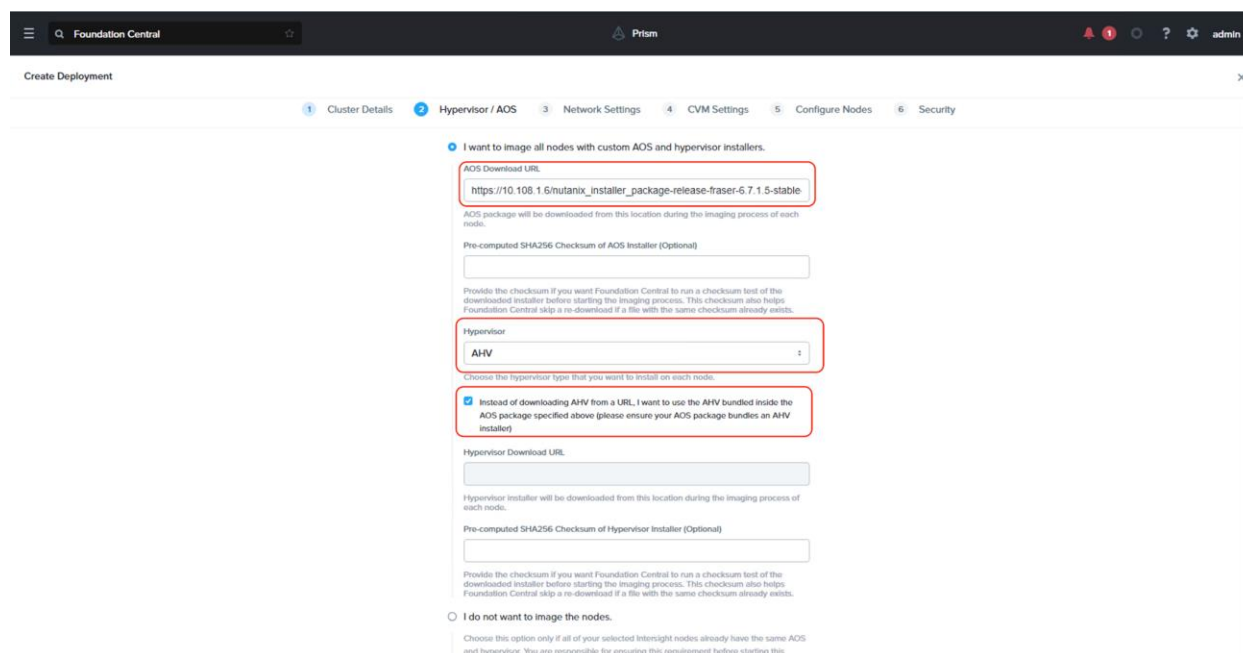 Foundation Central
Prism
1
?
admin
Create Deployment
1 Cluster Details 2 Hypervisor / AOS 3 Network Settings 4 CVM Settings 5 Configure Nodes 6 Security
I want to image all nodes with custom AOS and hypervisor installers.
AOS Download URL
https://10.108.1.6/nutanix_installer_package-release-fraser-6.7.1.5-stable-
AOS package will be downloaded from this location during the imaging process of each
node.
Pre-computed SHA256 Checksum of AOS Installer (Optional)
Provide the checksum if you want Foundation Central to run a checksum test of the
downloaded installer before starting the imaging process. This checksum also helps
Foundation Central skip a re-download if a file with the same checksum already exists.
Hypervisor
AHV
Choose the hypervisor type that you want to install on each node.
Instead of downloading AHV from a URL, I want to use the AHV bundled inside the
AOS package specified above (please ensure your AOS package bundles an AHV
installer)
Hypervisor Download URL
Hypervisor installer will be downloaded from this location during the imaging process of
each node.
Pre-computed SHA256 Checksum of Hypervisor Installer (Optional)
Provide the checksum if you want Foundation Central to run a checksum test of the
downloaded installer before starting the imaging process. This checksum also helps
Foundation Central skip a re-download if a file with the same checksum already exists.
I do not want to image the nodes.
Choose this option only if all of your selected Intersight nodes already have the same AOS
and hypervisor. You are responsible for ensuring this requirement before starting this